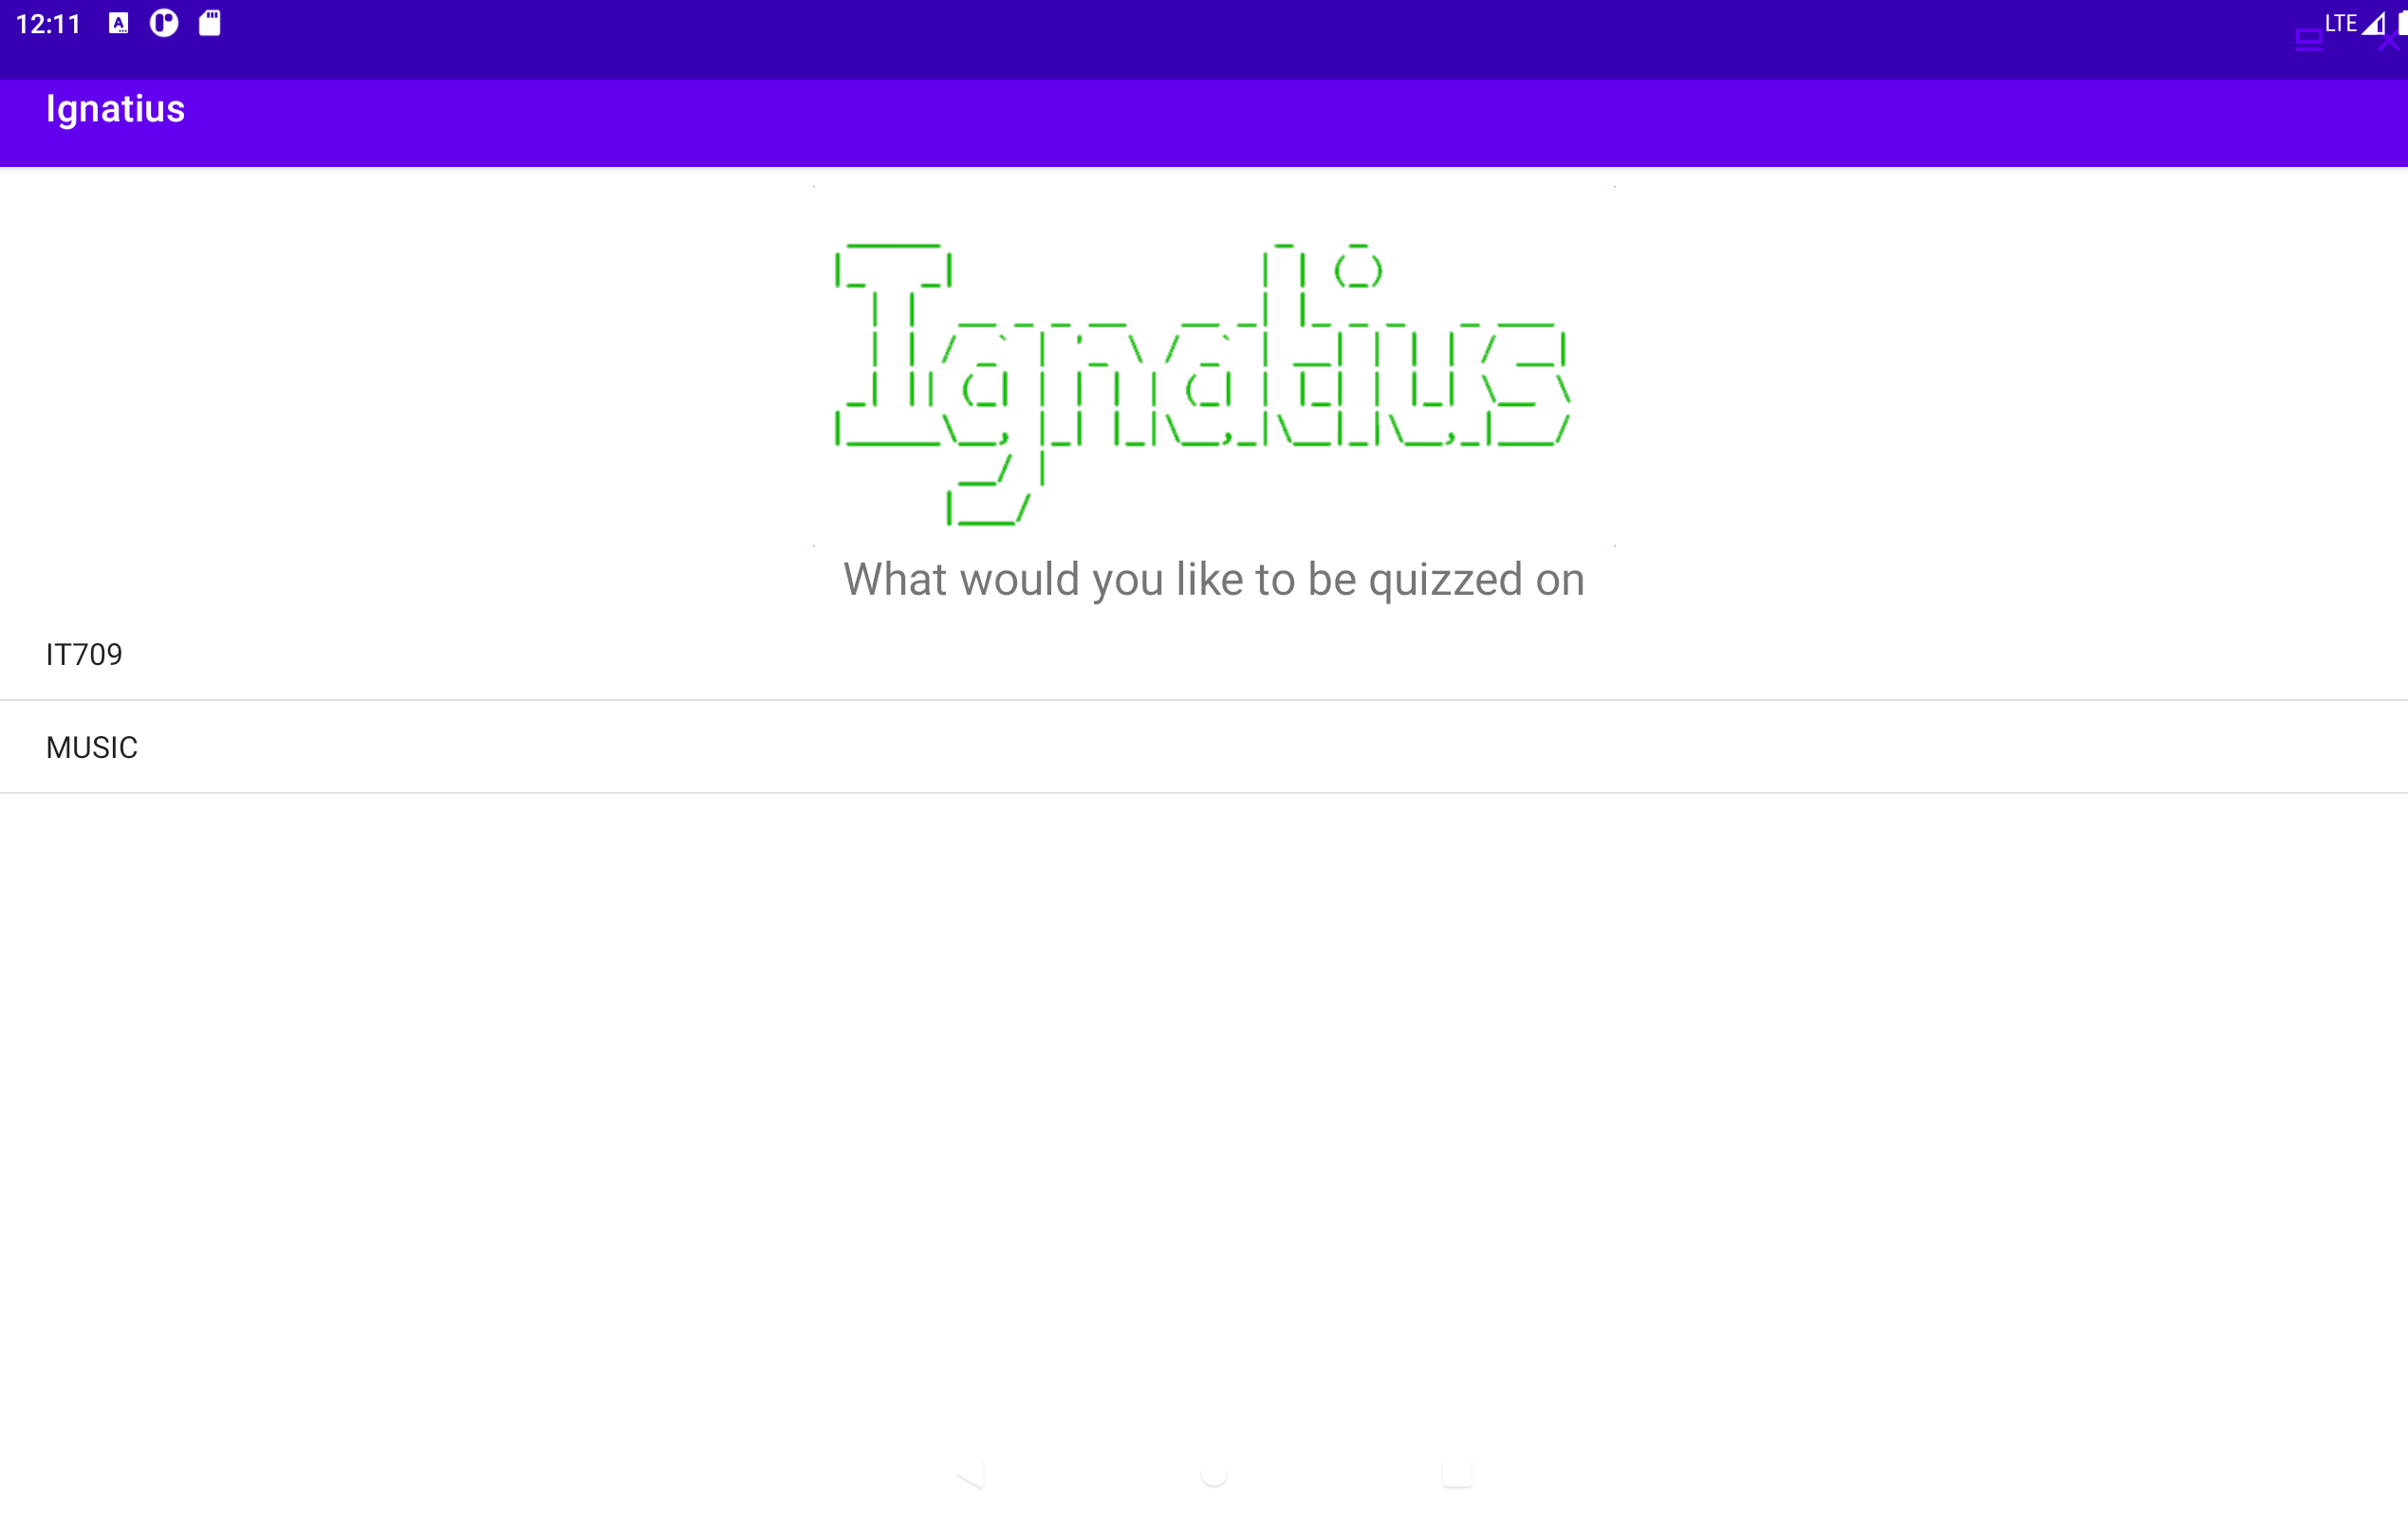 12:11 LTE
Ignatius
Ignatius
What would you like to be quizzed on
IT709
MUSIC